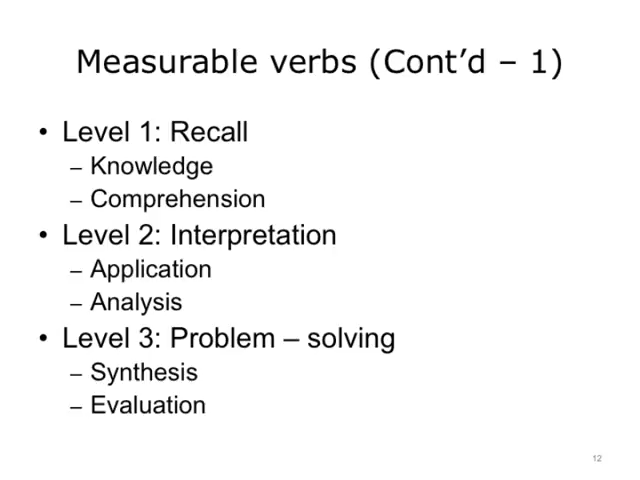 Measurable verbs (Cont’d – 1)
• Level 1: Recall
– Knowledge
– Comprehension
• Level 2: Interpretation
– Application
– Analysis
• Level 3: Problem – solving
– Synthesis
– Evaluation
12